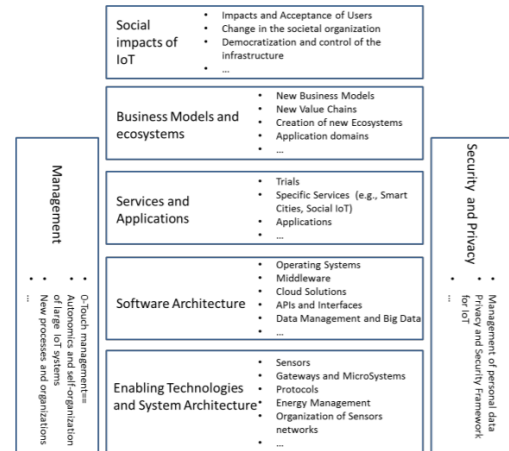 Social
impacts of
IoT
• Impacts and Acceptance of Users
• Change in the societal organization
• Democratization and control of the
infrastructure
• ...
Business Models and
ecosystems
• New Business Models
• New Value Chains
• Creation of new Ecosystems
• Application domains
• ...
Services and
Applications
• Trials
• Specific Services (e.g., Smart
Cities, Social IoT)
• Applications
• ...
Software Architecture
• Operating Systems
• Middleware
• Cloud Solutions
• APIs and Interfaces
• Data Management and Big Data
• ...
Enabling Technologies
and System Architecture
• Sensors
• Gateways and MicroSystems
• Protocols
• Energy Management
• Organization of Sensors
networks
• ...
Management
• 0-Touch management==
Autonomics and self-organization
of large IoT systems
• New processes and organizations
...
Security and Privacy
• Management of personal data
• Privacy and Security Framework
for IoT
...